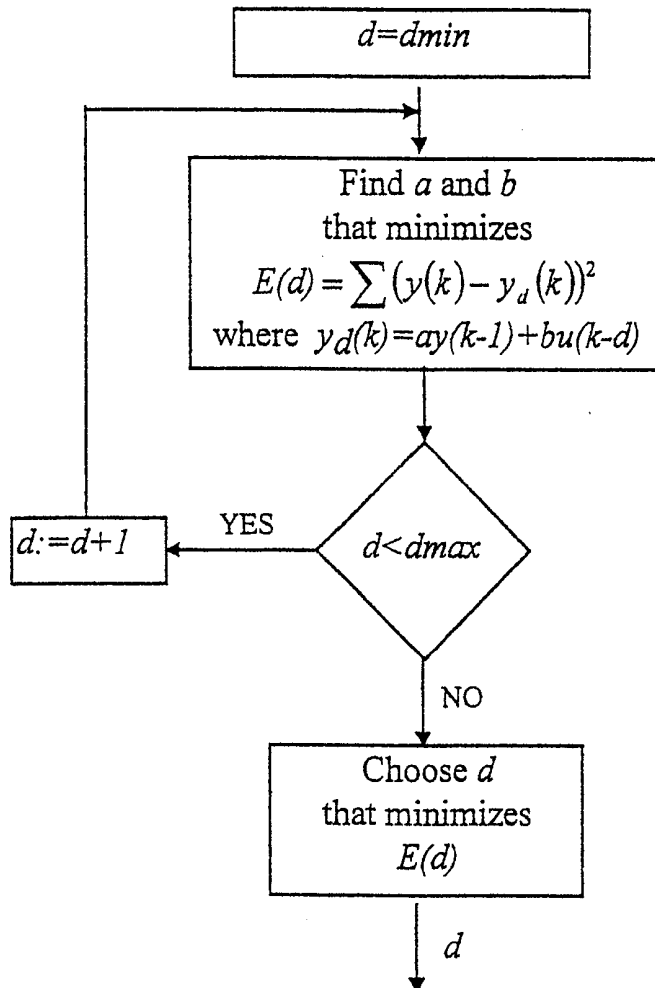 d=dmin
Find a and b
that minimizes
E(d) = ∑ (y(k) − y_d(k))²
where y_d(k)=ay(k-1)+bu(k-d)
d<dmax
YES
d:=d+1
NO
Choose d
that minimizes
E(d)
d